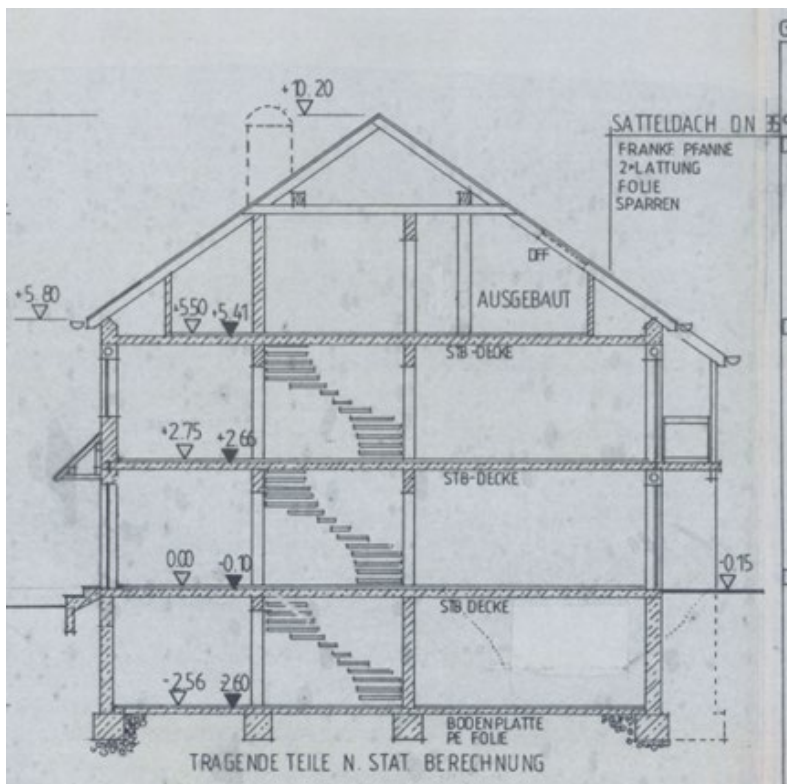 +10.20
SATTELDACH DN 35
FRANKF PFANNE
2*LATTUNG
FOLIE
SPARREN
DFF
+5.80
+5.50 +5.41
AUSGEBAUT
STB-DECKE
+2.75 +2.66
STB-DECKE
0.00 -0.10
-0.15
STB DECKE
-2.56 2.60
BODENPLATTE
PE FOLIE
TRAGENDE TEILE N. STAT. BERECHNUNG